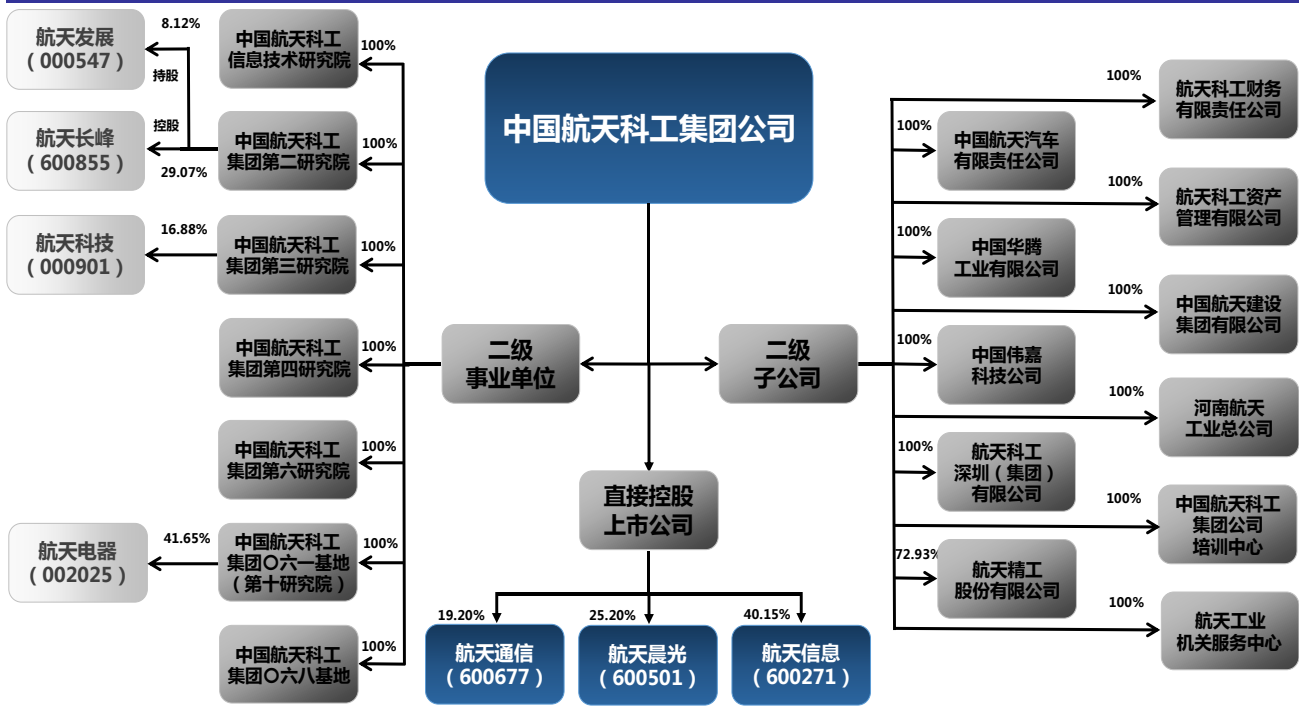 航天发展
（000547）
8.12%
持股
中国航天科工
信息技术研究院
100%
航天长峰
（600855）
控股
29.07%
中国航天科工
集团第二研究院
100%
航天科技
（000901）
16.88%
中国航天科工
集团第三研究院
100%
中国航天科工
集团第四研究院
100%
中国航天科工
集团第六研究院
100%
航天电器
（002025）
41.65%
中国航天科工
集团〇六一基地
（第十研究院）
100%
中国航天科工
集团〇六八基地
100%
中国航天科工集团公司
二级
事业单位
二级
子公司
直接控股
上市公司
19.20%
航天通信
（600677）
25.20%
航天晨光
（600501）
40.15%
航天信息
（600271）
100%
中国航天汽车
有限责任公司
100%
中国华腾
工业有限公司
100%
中国伟嘉
科技公司
100%
航天科工
深圳（集团）
有限公司
72.93%
航天精工
股份有限公司
100%
航天科工财务
有限责任公司
100%
航天科工资产
管理有限公司
100%
中国航天建设
集团有限公司
100%
河南航天
工业总公司
100%
中国航天科工
集团公司
培训中心
100%
航天工业
机关服务中心